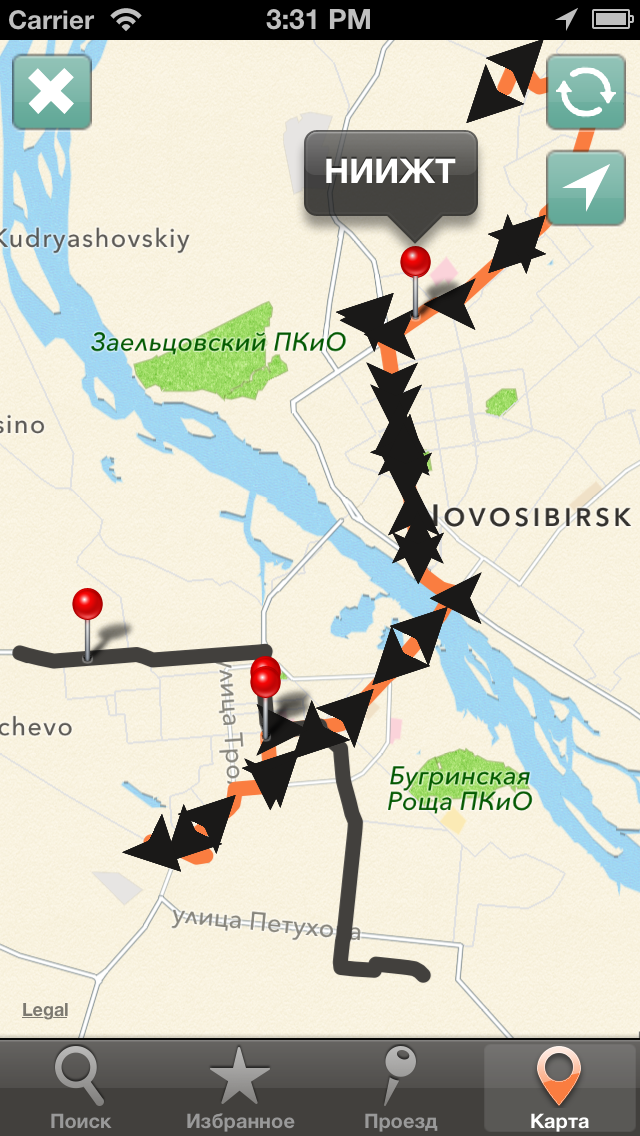 Carrier 3:31 PM
НИИЖТ
Kudryashovskiy
Заельцовский ПКиО
sino
NOVOSIBIRSK
улица Тро
chevo
Бугринская
Роща ПКиО
улица Петухова
Legal
Поиск Избранное Проезд Карта